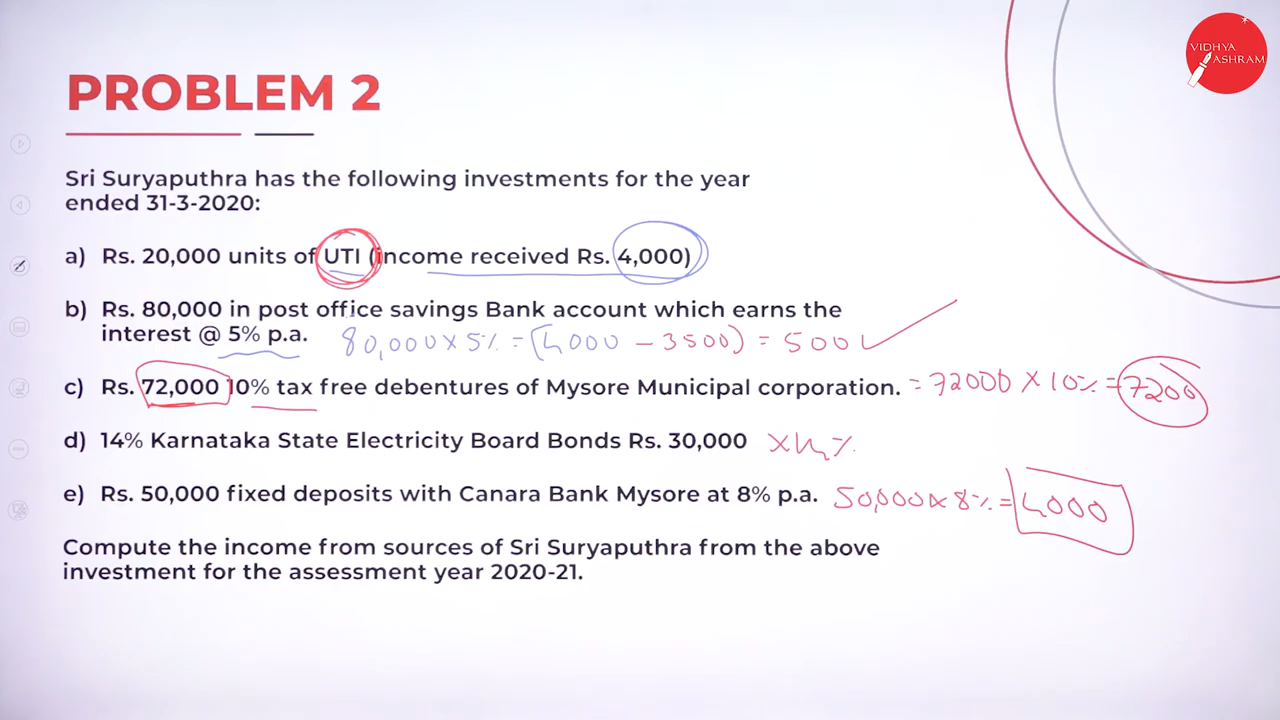 VIDHYA
ASHRAM
PROBLEM 2
Sri Suryaputhra has the following investments for the year
ended 31-3-2020:
a) Rs. 20,000 units of UTI (income received Rs. 4,000)
b) Rs. 80,000 in post office savings Bank account which earns the
interest @ 5% p.a. 80,000 x 5% = (4000 - 3500) = 500
c) Rs. 72,000 10% tax free debentures of Mysore Municipal corporation. = 72000 x 10% = 7200
d) 14% Karnataka State Electricity Board Bonds Rs. 30,000 x 14%
e) Rs. 50,000 fixed deposits with Canara Bank Mysore at 8% p.a. 50,000 x 8% = 4000
Compute the income from sources of Sri Suryaputhra from the above
investment for the assessment year 2020-21.